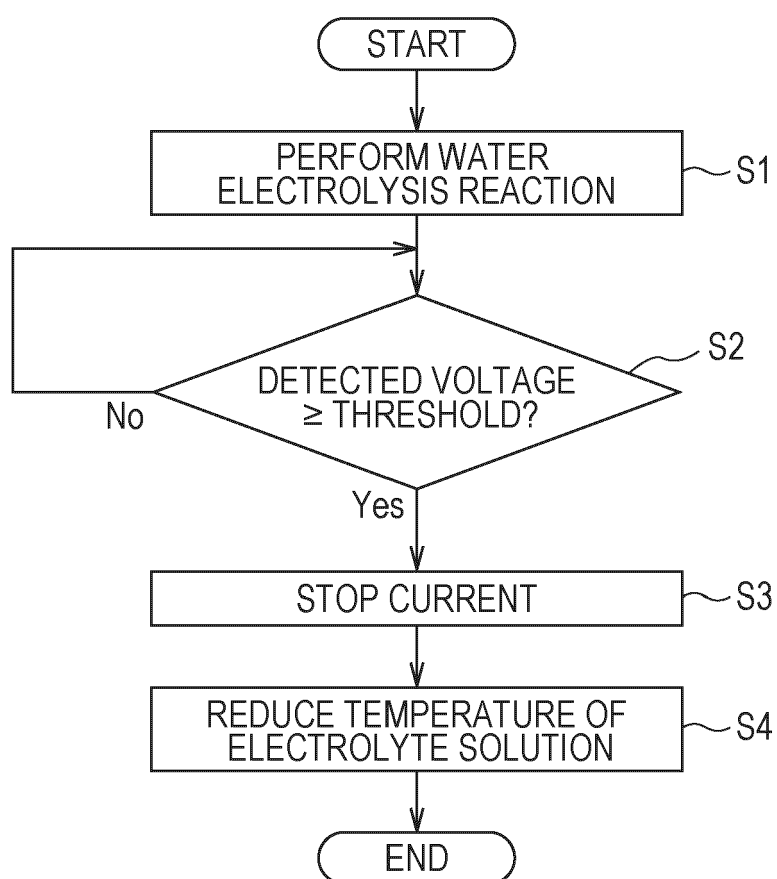 START
PERFORM WATER
ELECTROLYSIS REACTION
S1
S2
DETECTED VOLTAGE
≥ THRESHOLD?
No
Yes
STOP CURRENT
S3
REDUCE TEMPERATURE OF
ELECTROLYTE SOLUTION
S4
END